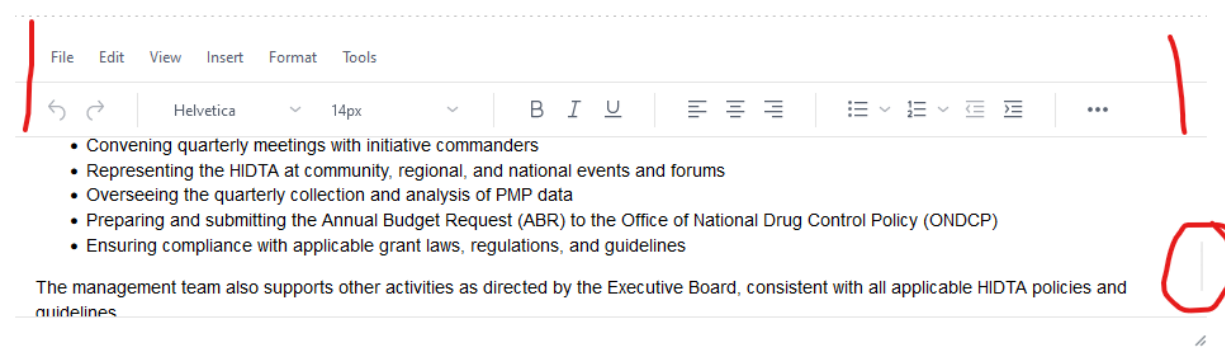 File Edit View Insert Format Tools
Helvetica 14px B I U
• Convening quarterly meetings with initiative commanders
• Representing the HIDTA at community, regional, and national events and forums
• Overseeing the quarterly collection and analysis of PMP data
• Preparing and submitting the Annual Budget Request (ABR) to the Office of National Drug Control Policy (ONDCP)
• Ensuring compliance with applicable grant laws, regulations, and guidelines
The management team also supports other activities as directed by the Executive Board, consistent with all applicable HIDTA policies and
guidelines.